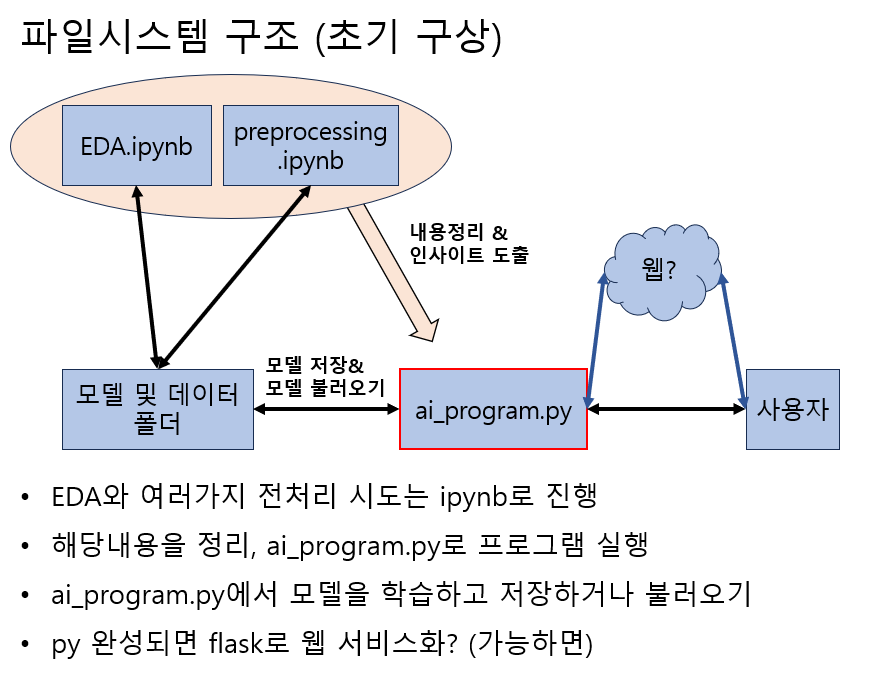 파일시스템 구조 (초기 구상)
EDA.ipynb
preprocessing
.ipynb
내용정리 &
인사이트 도출
웹?
모델 및 데이터
폴더
모델 저장&
모델 불러오기
ai_program.py
사용자
• EDA와 여러가지 전처리 시도는 ipynb로 진행
• 해당내용을 정리, ai_program.py로 프로그램 실행
• ai_program.py에서 모델을 학습하고 저장하거나 불러오기
• py 완성되면 flask로 웹 서비스화? (가능하면)